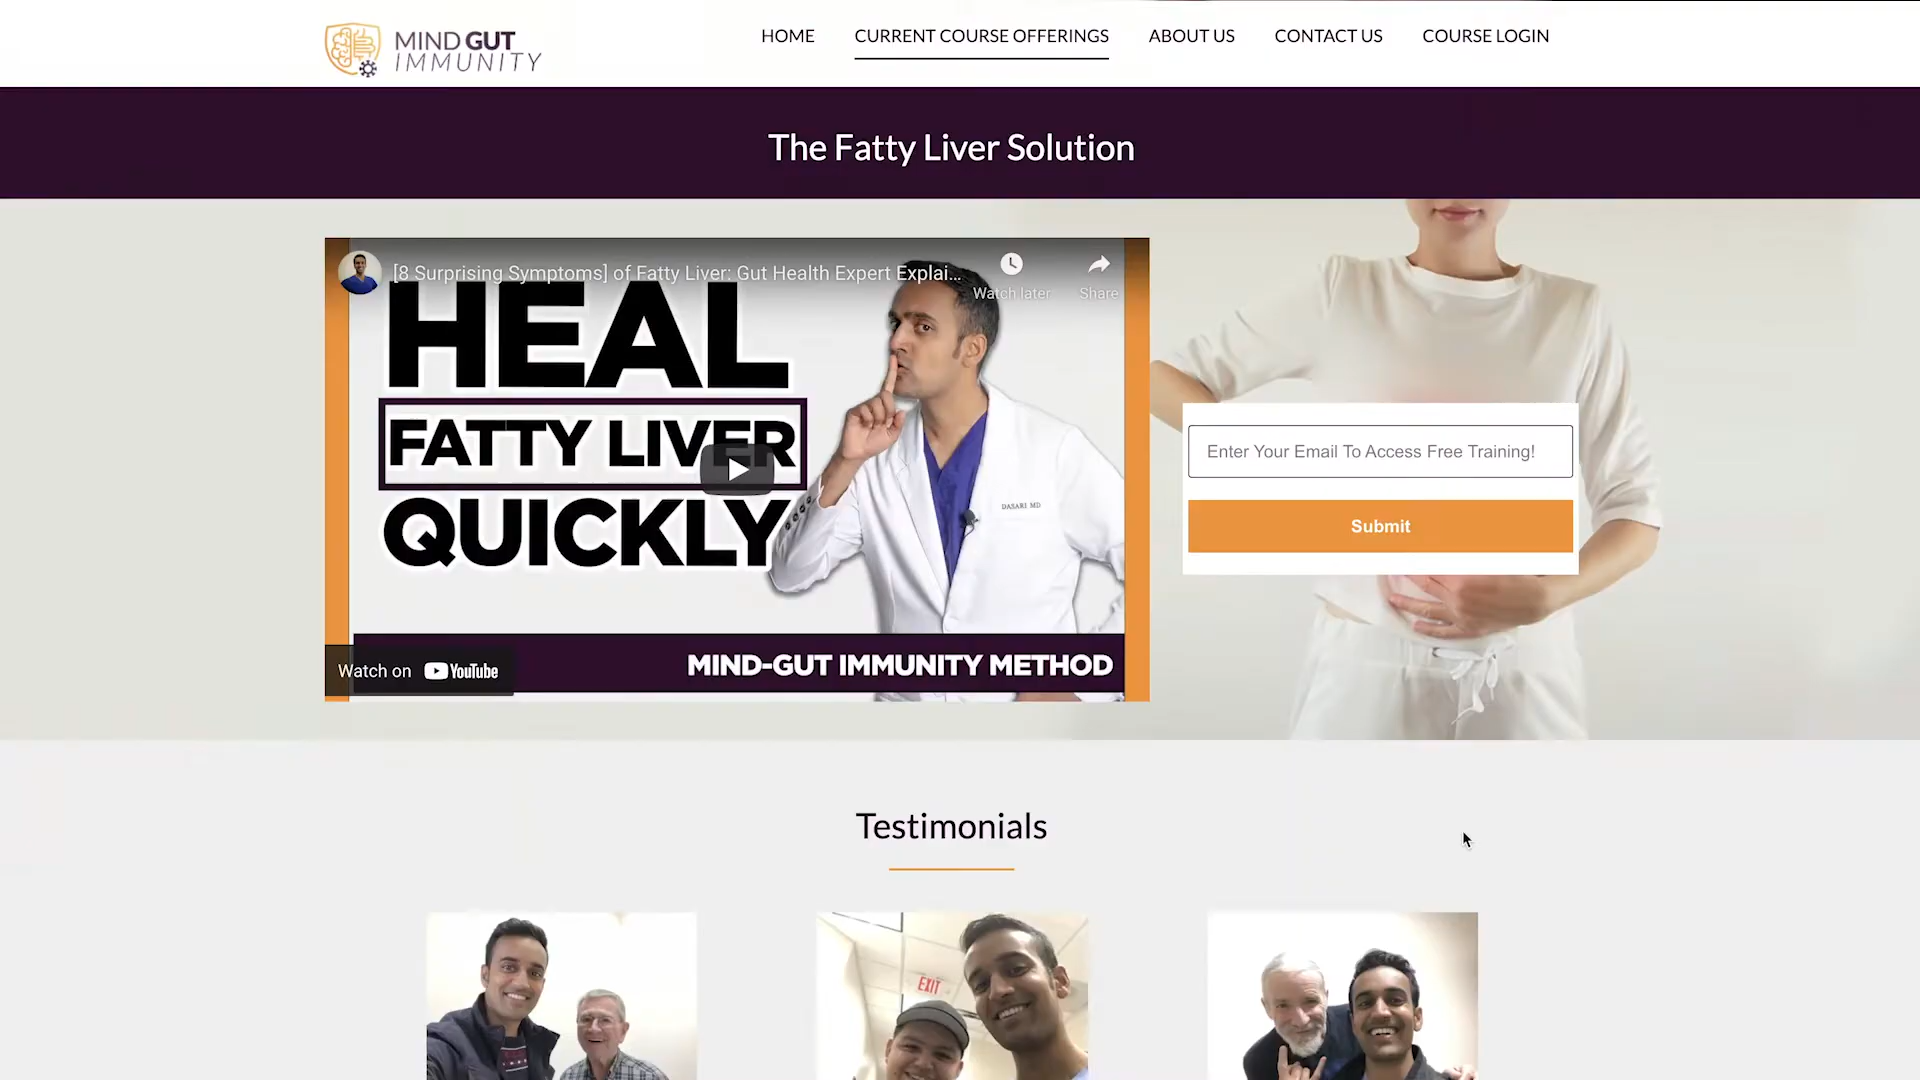 MIND GUT
IMMUNITY
HOME
CURRENT COURSE OFFERINGS
ABOUT US
CONTACT US
COURSE LOGIN
The Fatty Liver Solution
[8 Surprising Symptoms] of Fatty Liver: Gut Health Expert Explai...
Watch later
Share
HEAL
FATTY LIVER
QUICKLY
DASARI MD
MIND-GUT IMMUNITY METHOD
Watch on YouTube
Enter Your Email To Access Free Training!
Submit
Testimonials
EXIT